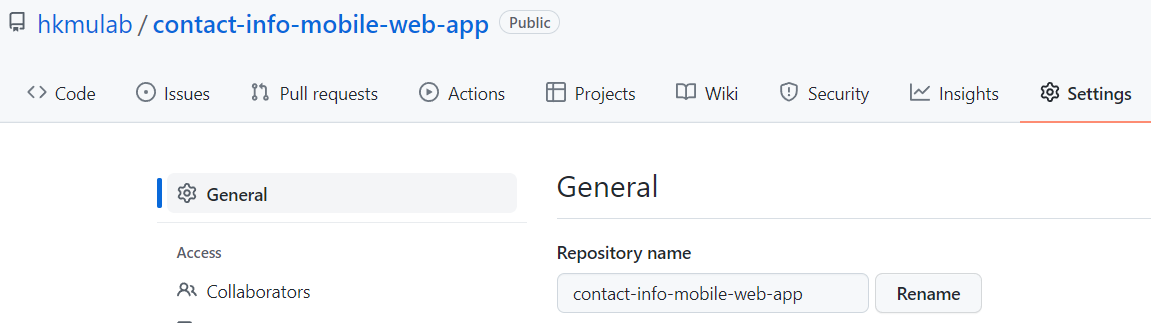 hkmulab / contact-info-mobile-web-app Public
Code Issues Pull requests Actions Projects Wiki Security Insights Settings
General
General
Access
Repository name
Collaborators
contact-info-mobile-web-app Rename